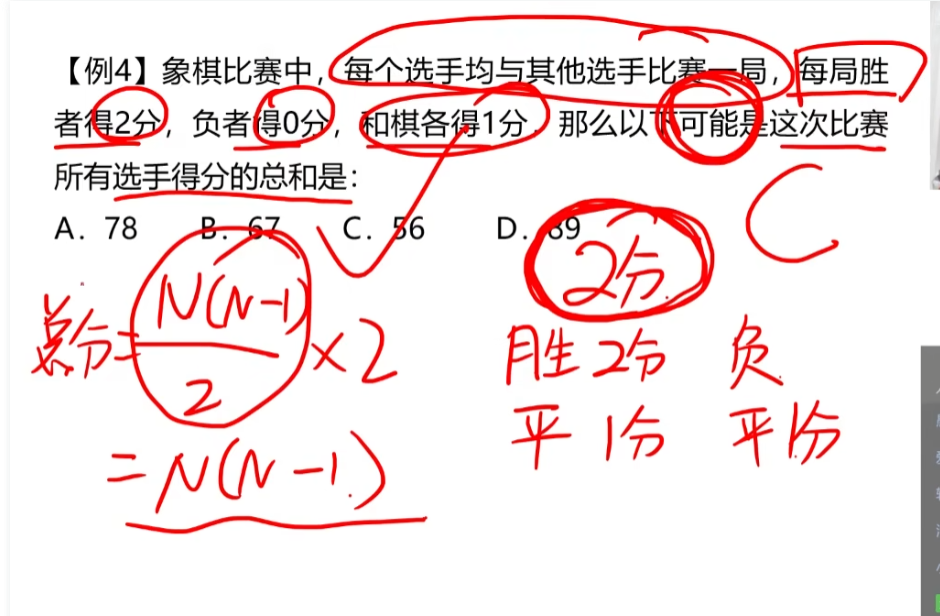 【例4】象棋比赛中，每个选手均与其他选手比赛一局，每局胜
者得2分，负者得0分，和棋各得1分，那么以下可能是这次比赛
所有选手得分的总和是：
A．78 B．67 C．56 D．89
C
2分
总分=N(N-1)/2×2
胜2分 负
平1分 平1分
=N(N-1)